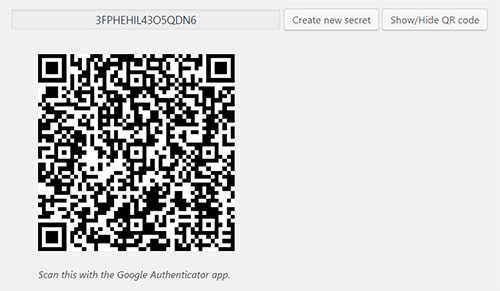 3FPHEHIL43O5QDN6
Create new secret
Show/Hide QR code
Scan this with the Google Authenticator app.